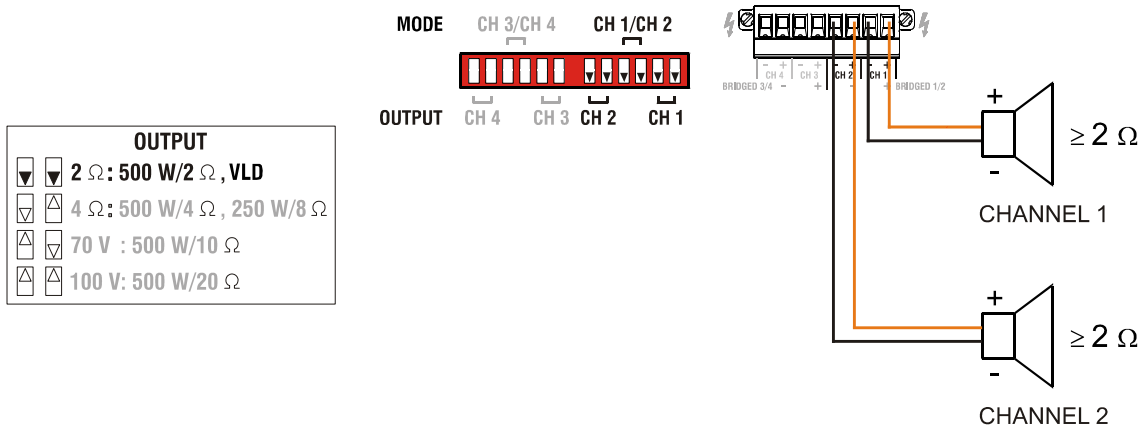 MODE CH 3/CH 4 CH 1/CH 2
OUTPUT CH 4 CH 3 CH 2 CH 1
- + - + - + - +
CH 4 CH 3 CH 2 CH 1
BRIDGED 3/4 - + - + BRIDGED 1/2
OUTPUT
2 Ω: 500 W/2 Ω, VLD
4 Ω: 500 W/4 Ω, 250 W/8 Ω
70 V : 500 W/10 Ω
100 V: 500 W/20 Ω
+
≥ 2 Ω
-
CHANNEL 1
+
≥ 2 Ω
-
CHANNEL 2